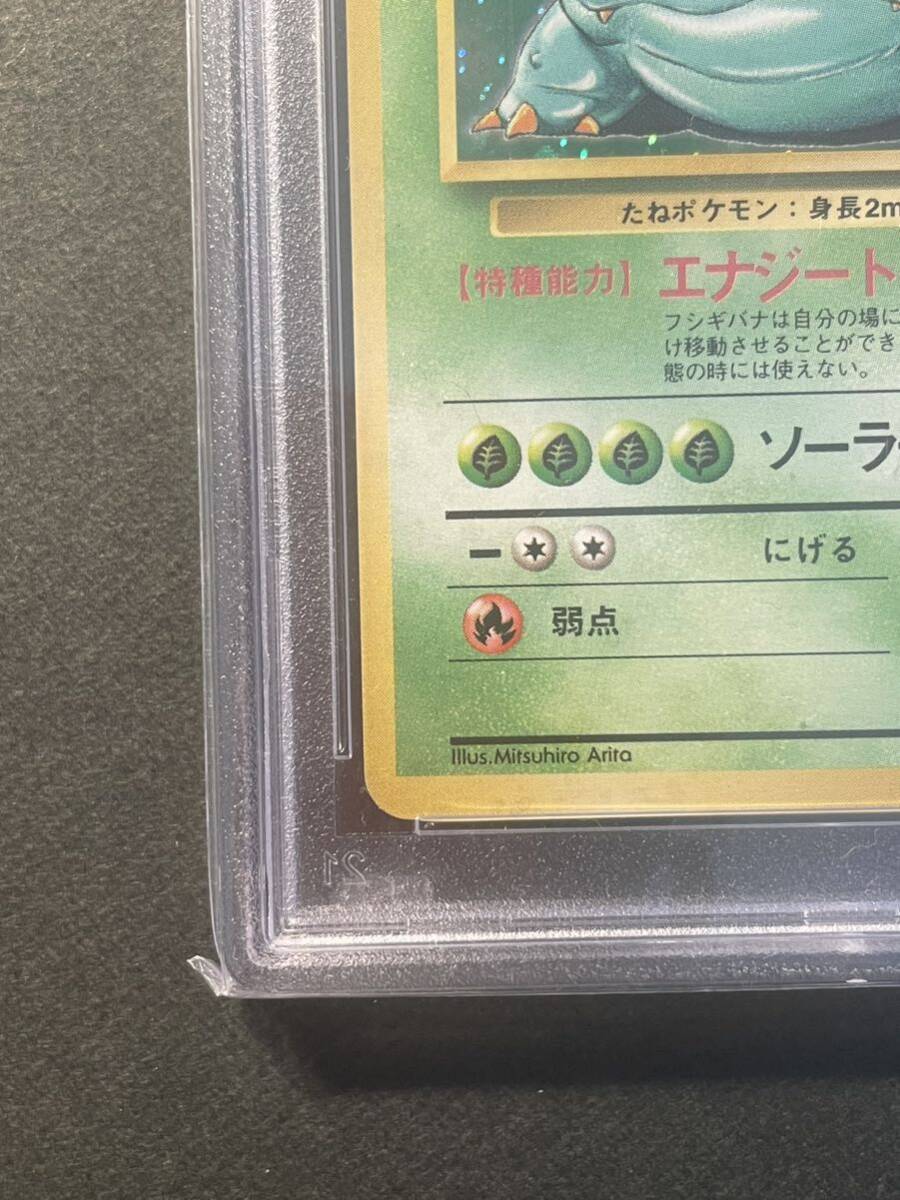 たねポケモン：身長2m
【特種能力】 エナジート
フシギバナは自分の場に
け移動させることができ
態の時には使えない。
ソーラー
ー にげる
弱点
Illus.Mitsuhiro Arita
21